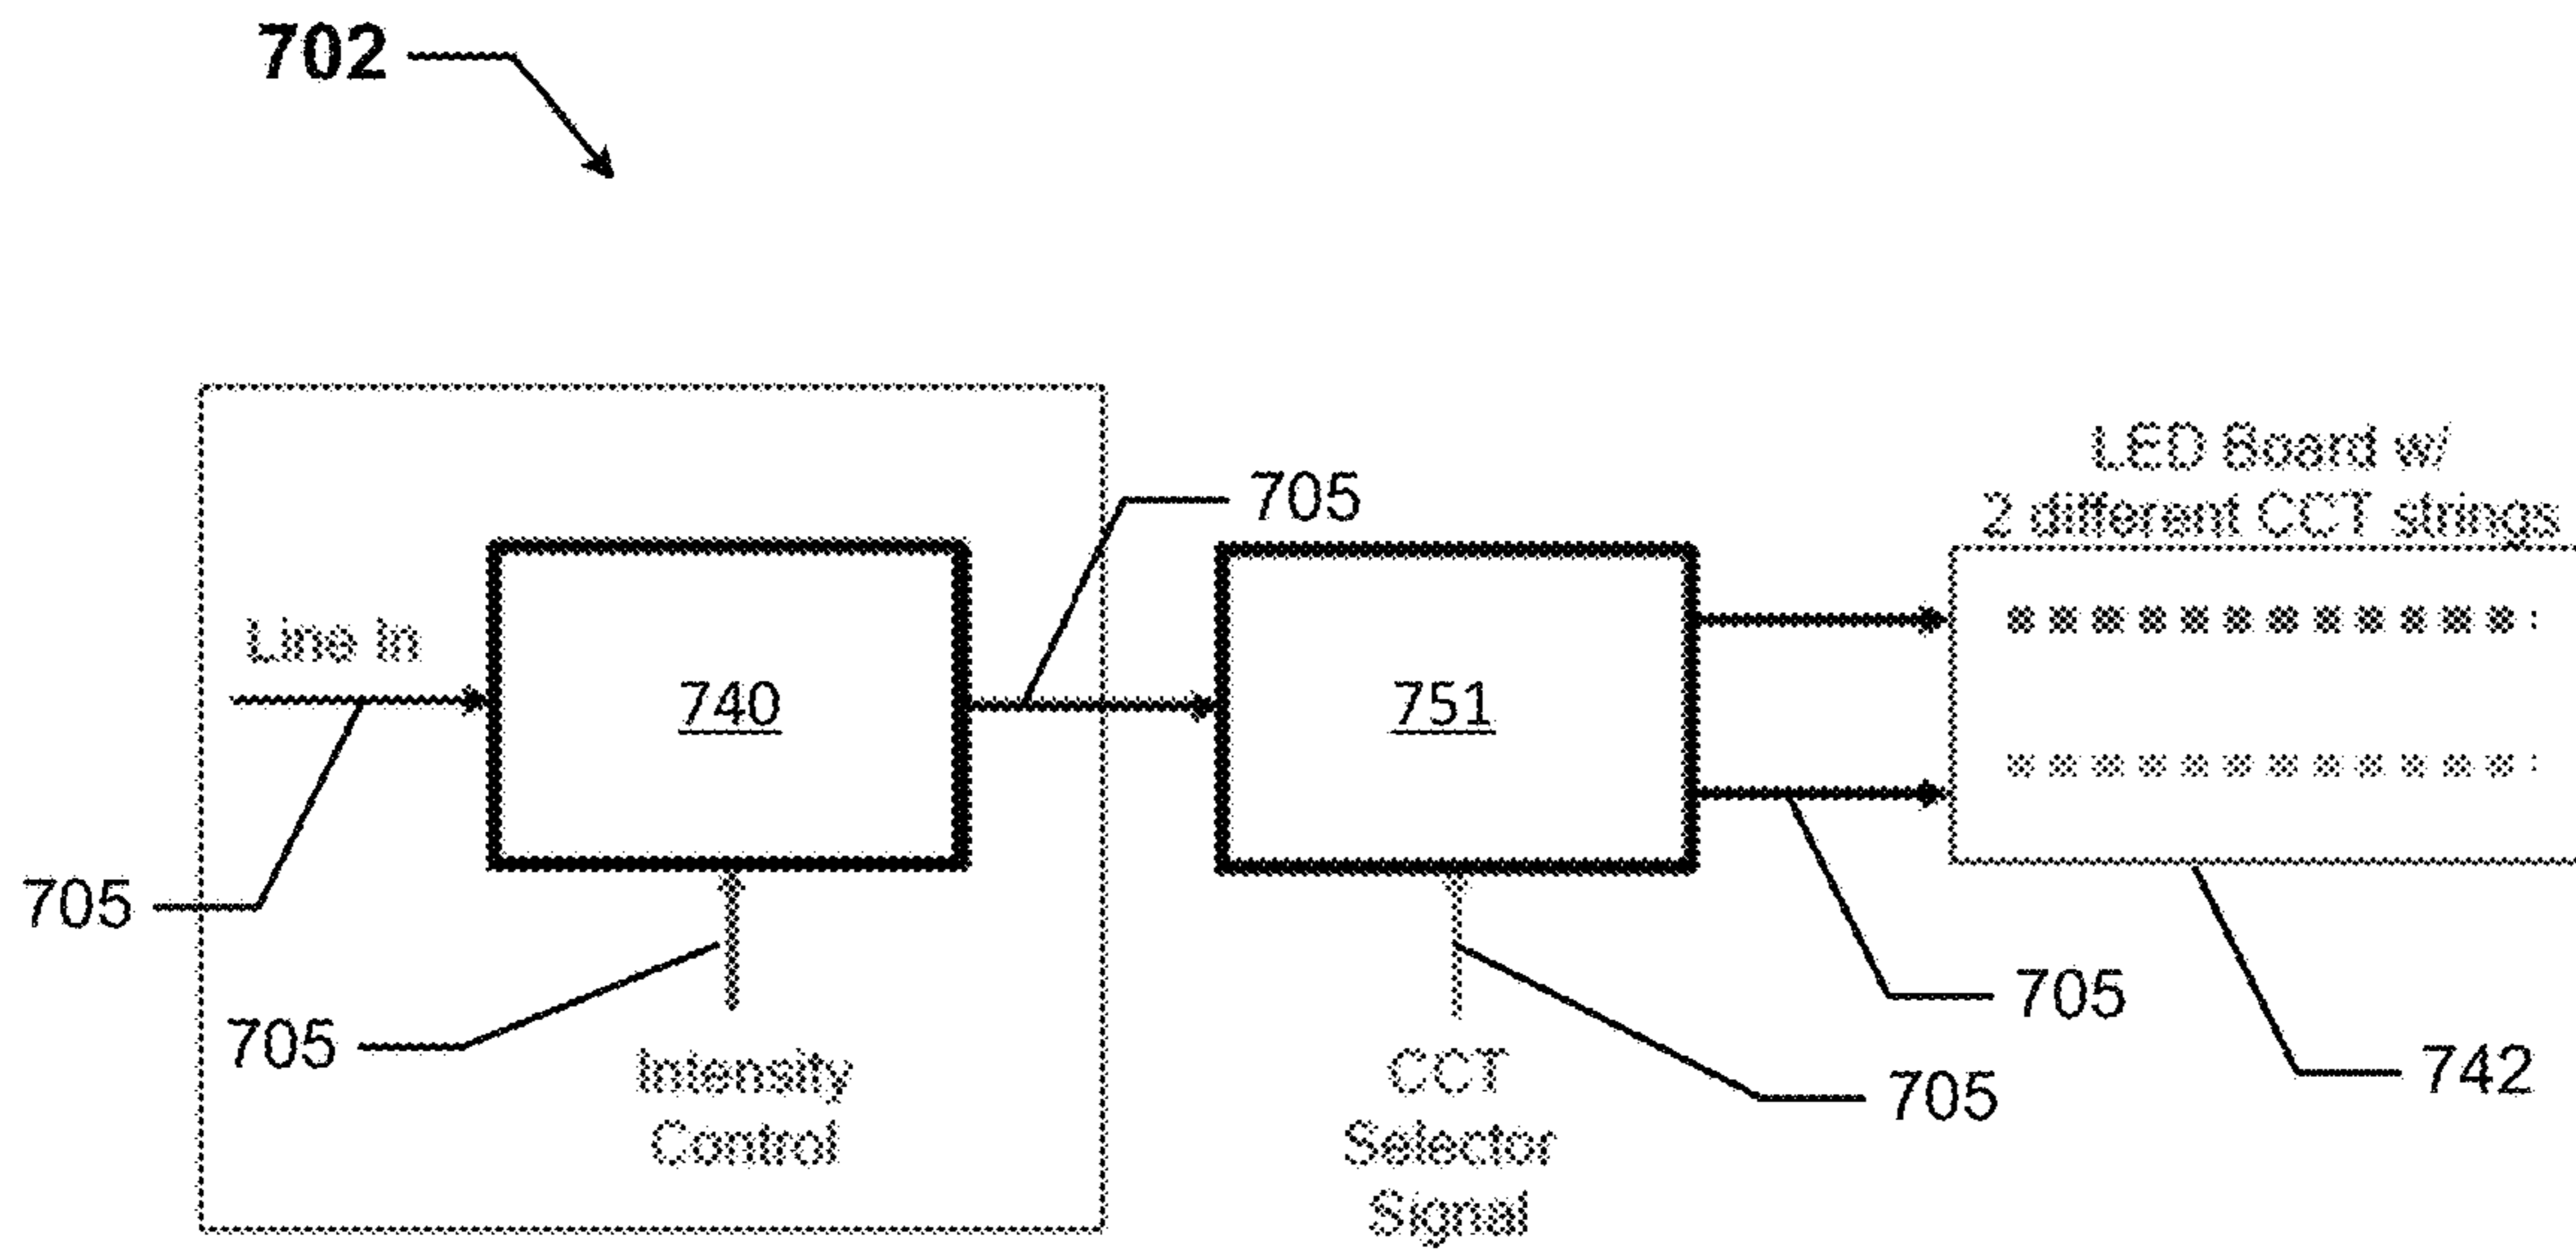 702
705
LED Board w/
2 different CCT strings
Line In
740
751
705
705
Intensity
Control
CCT
Selector
Signal
705
705
742